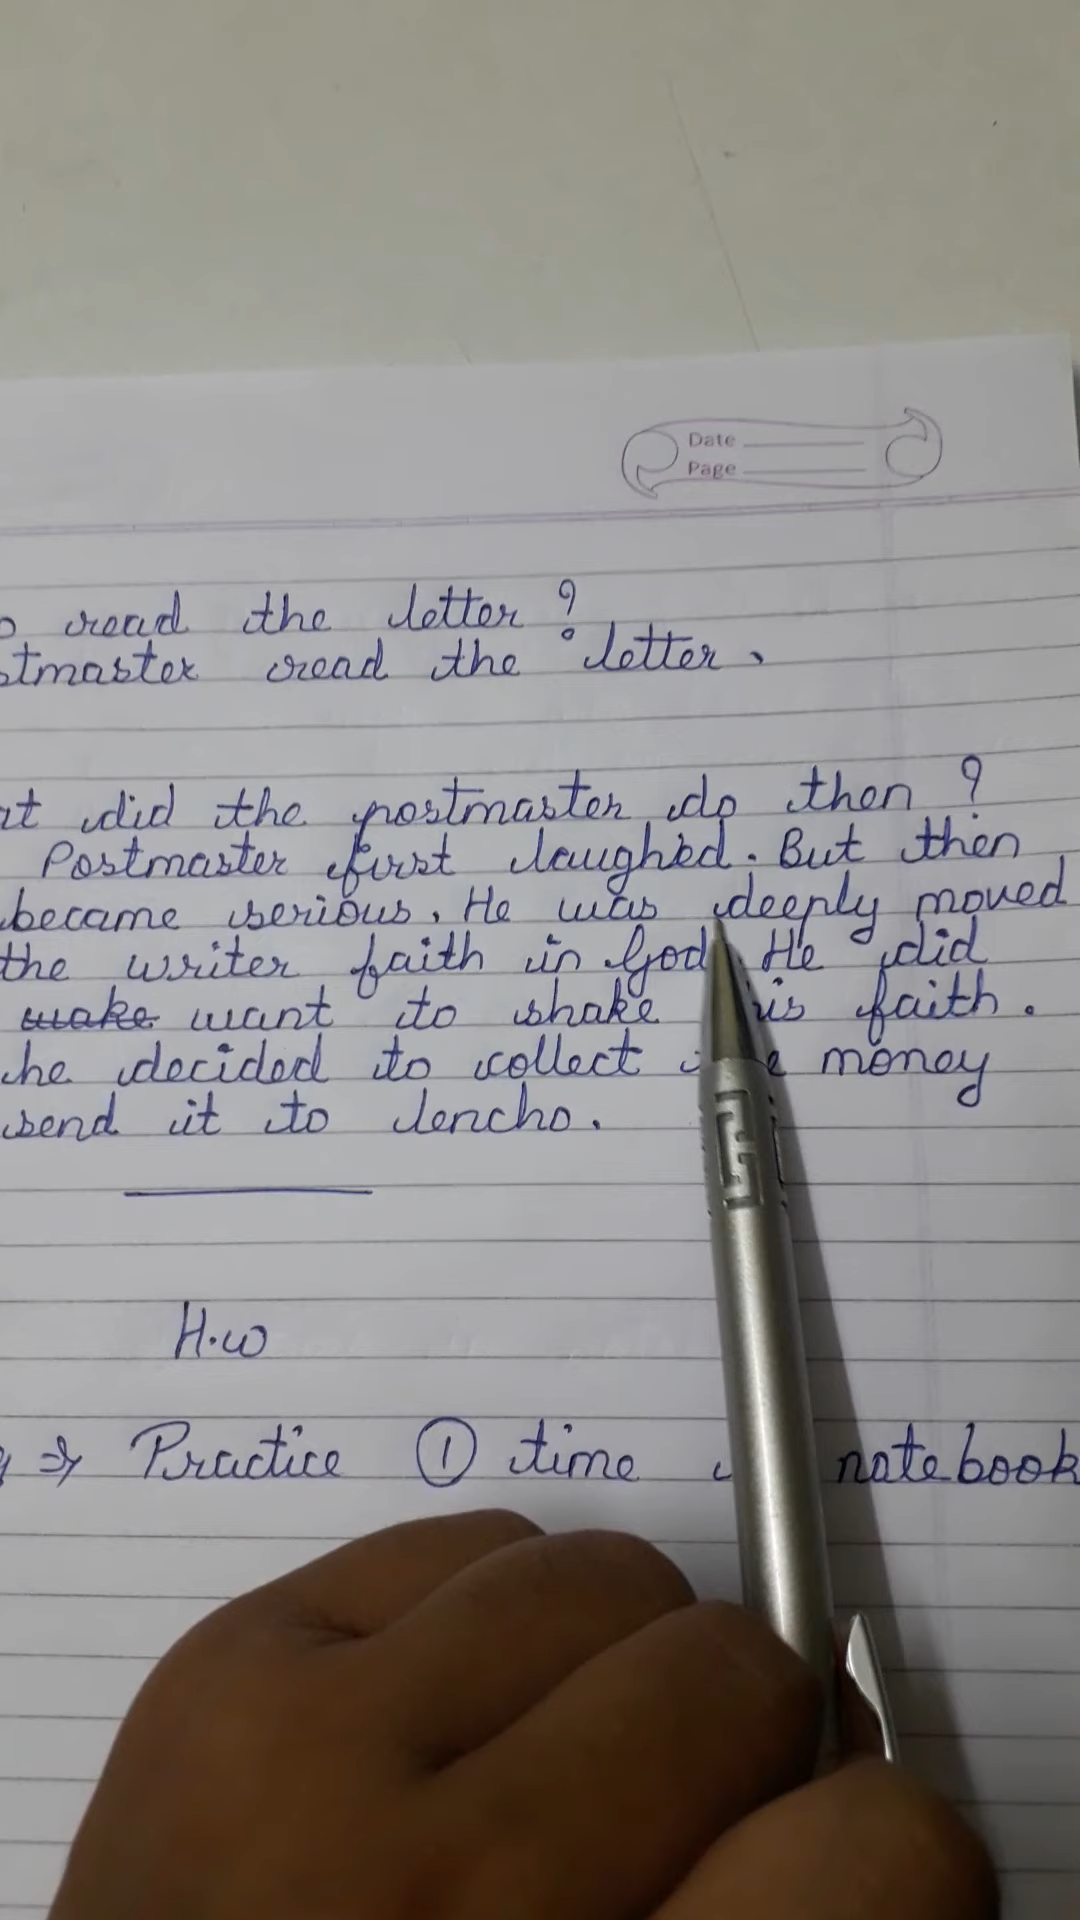 Date
Page
read the letter ?
read the letter.
did the postmaster do then ?
Postmaster first laughed. But then
became serious. He was deeply moved
the writer faith in God He did
make want to shake faith.
he decided to collect money
send it to lencho.
H.W
⇒ Practice ① time notebook